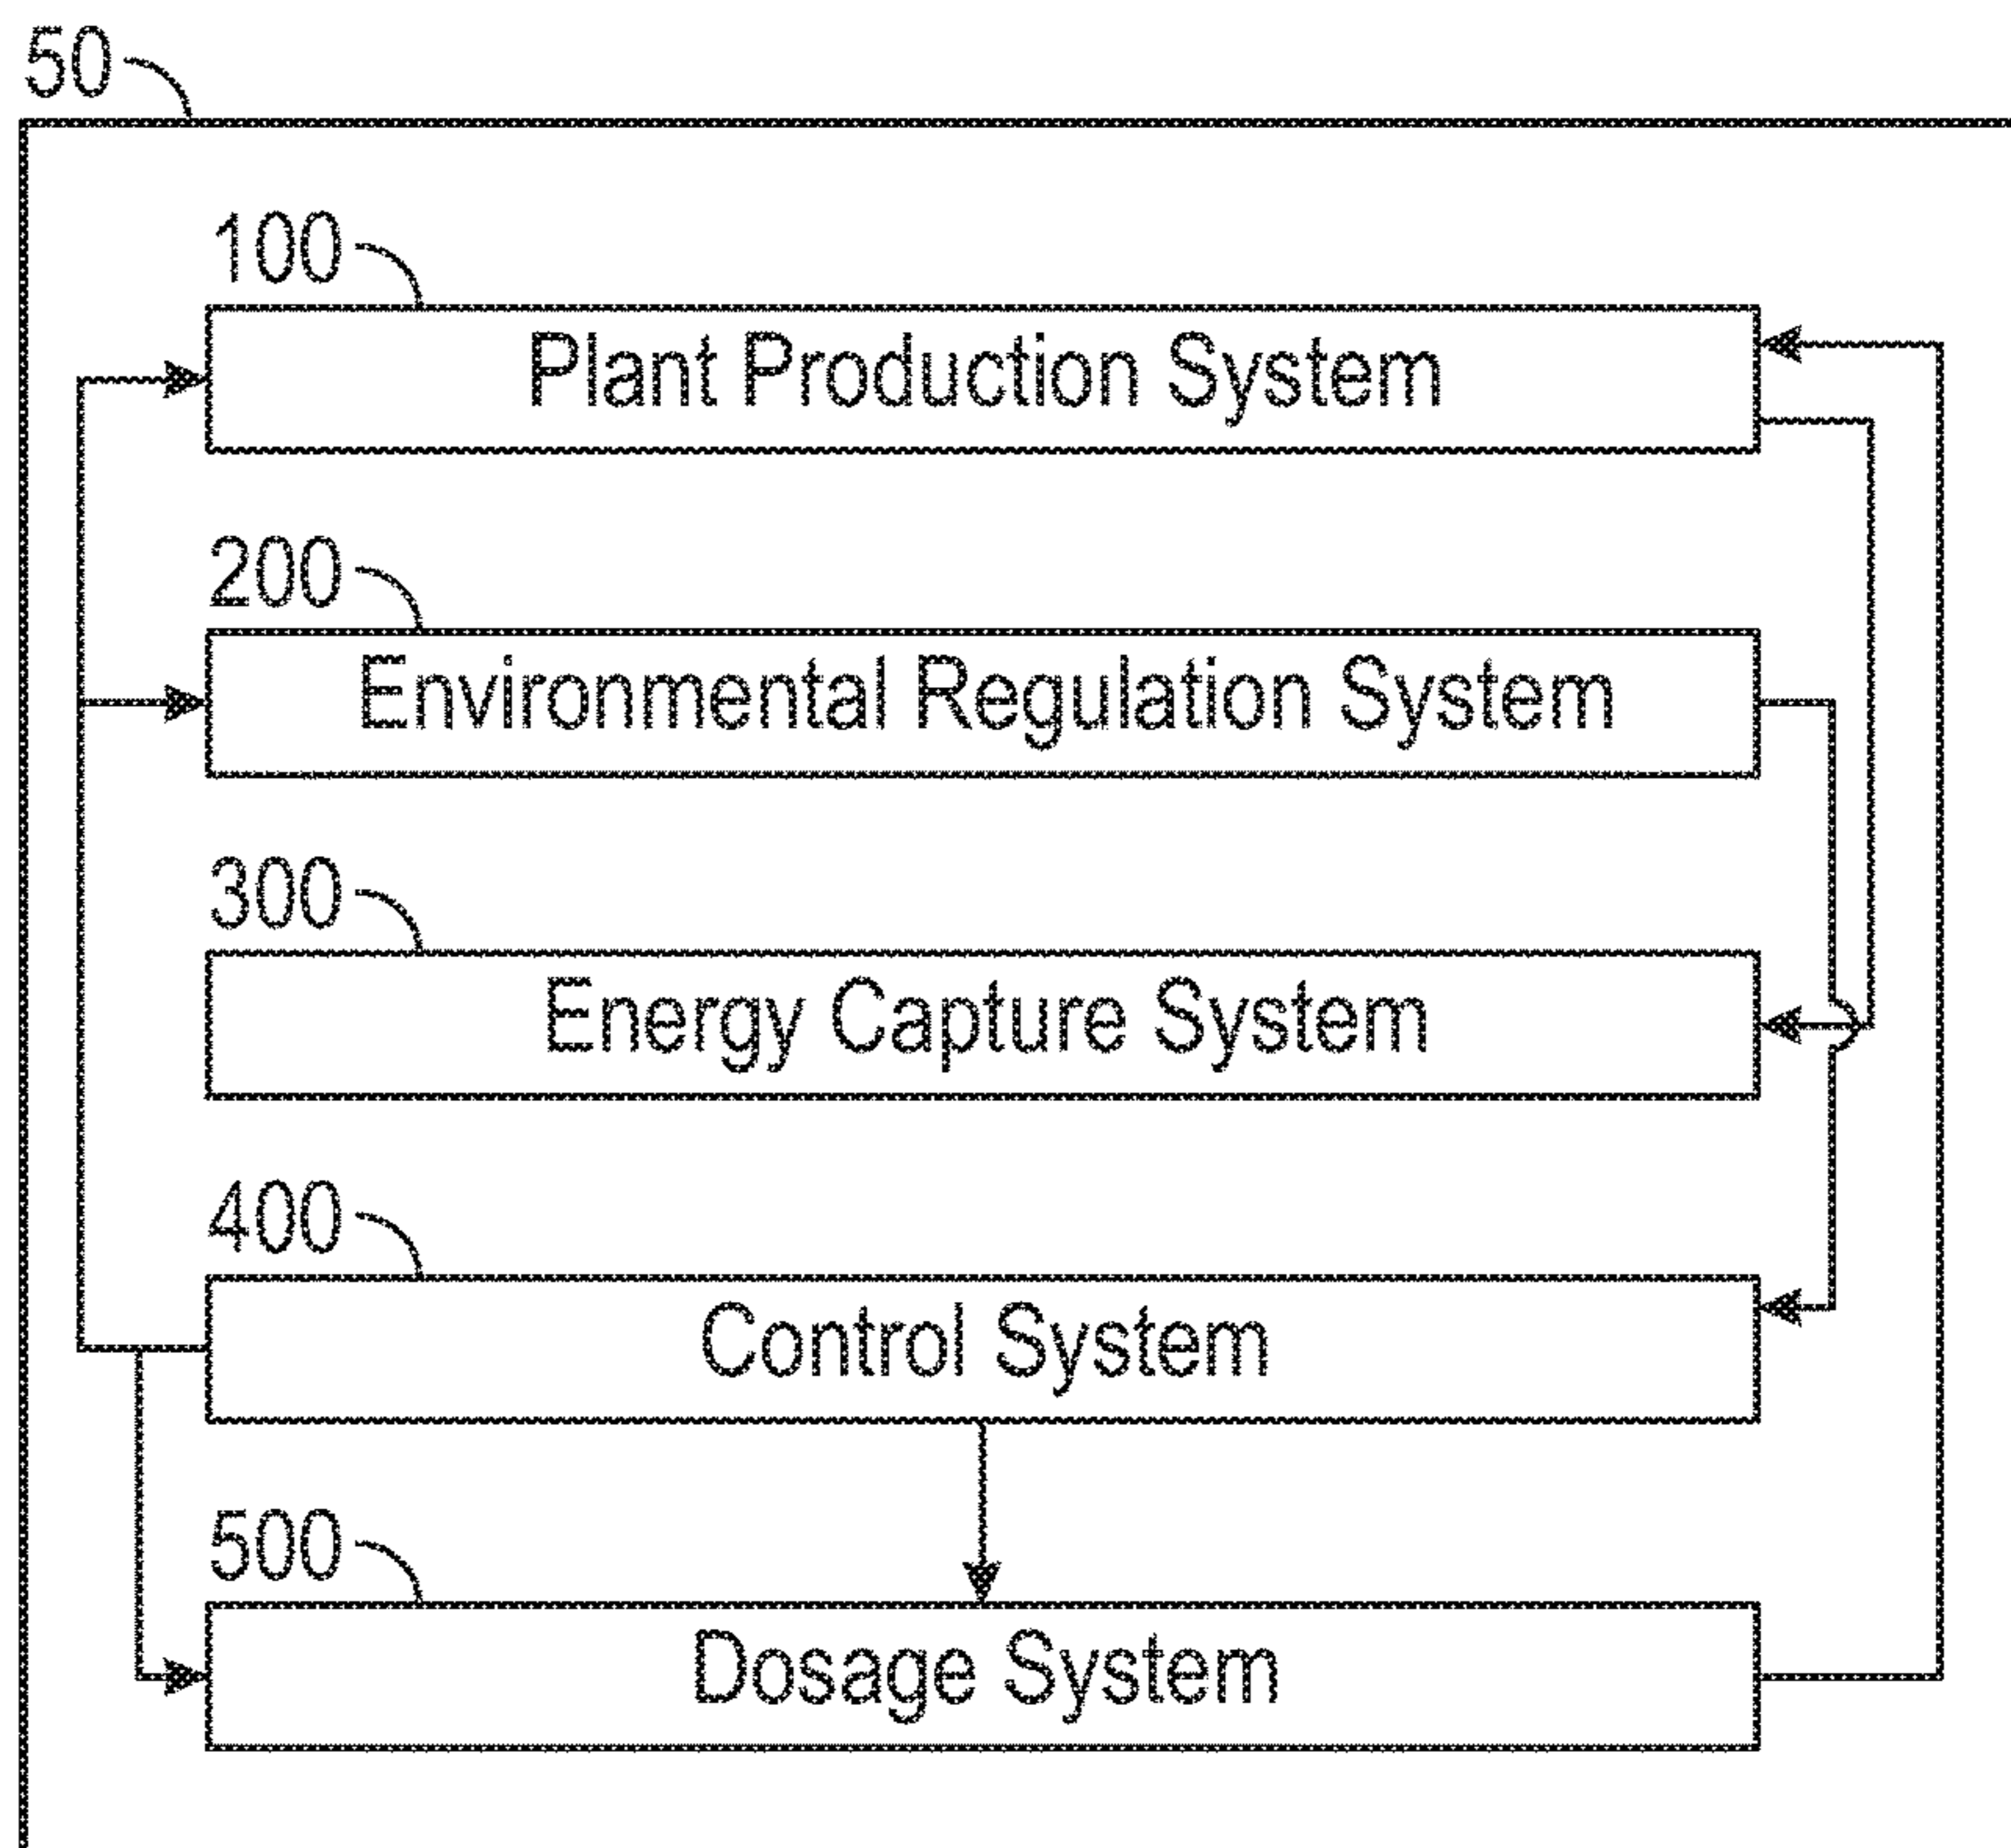 50
100
Plant Production System
200
Environmental Regulation System
300
Energy Capture System
400
Control System
500
Dosage System